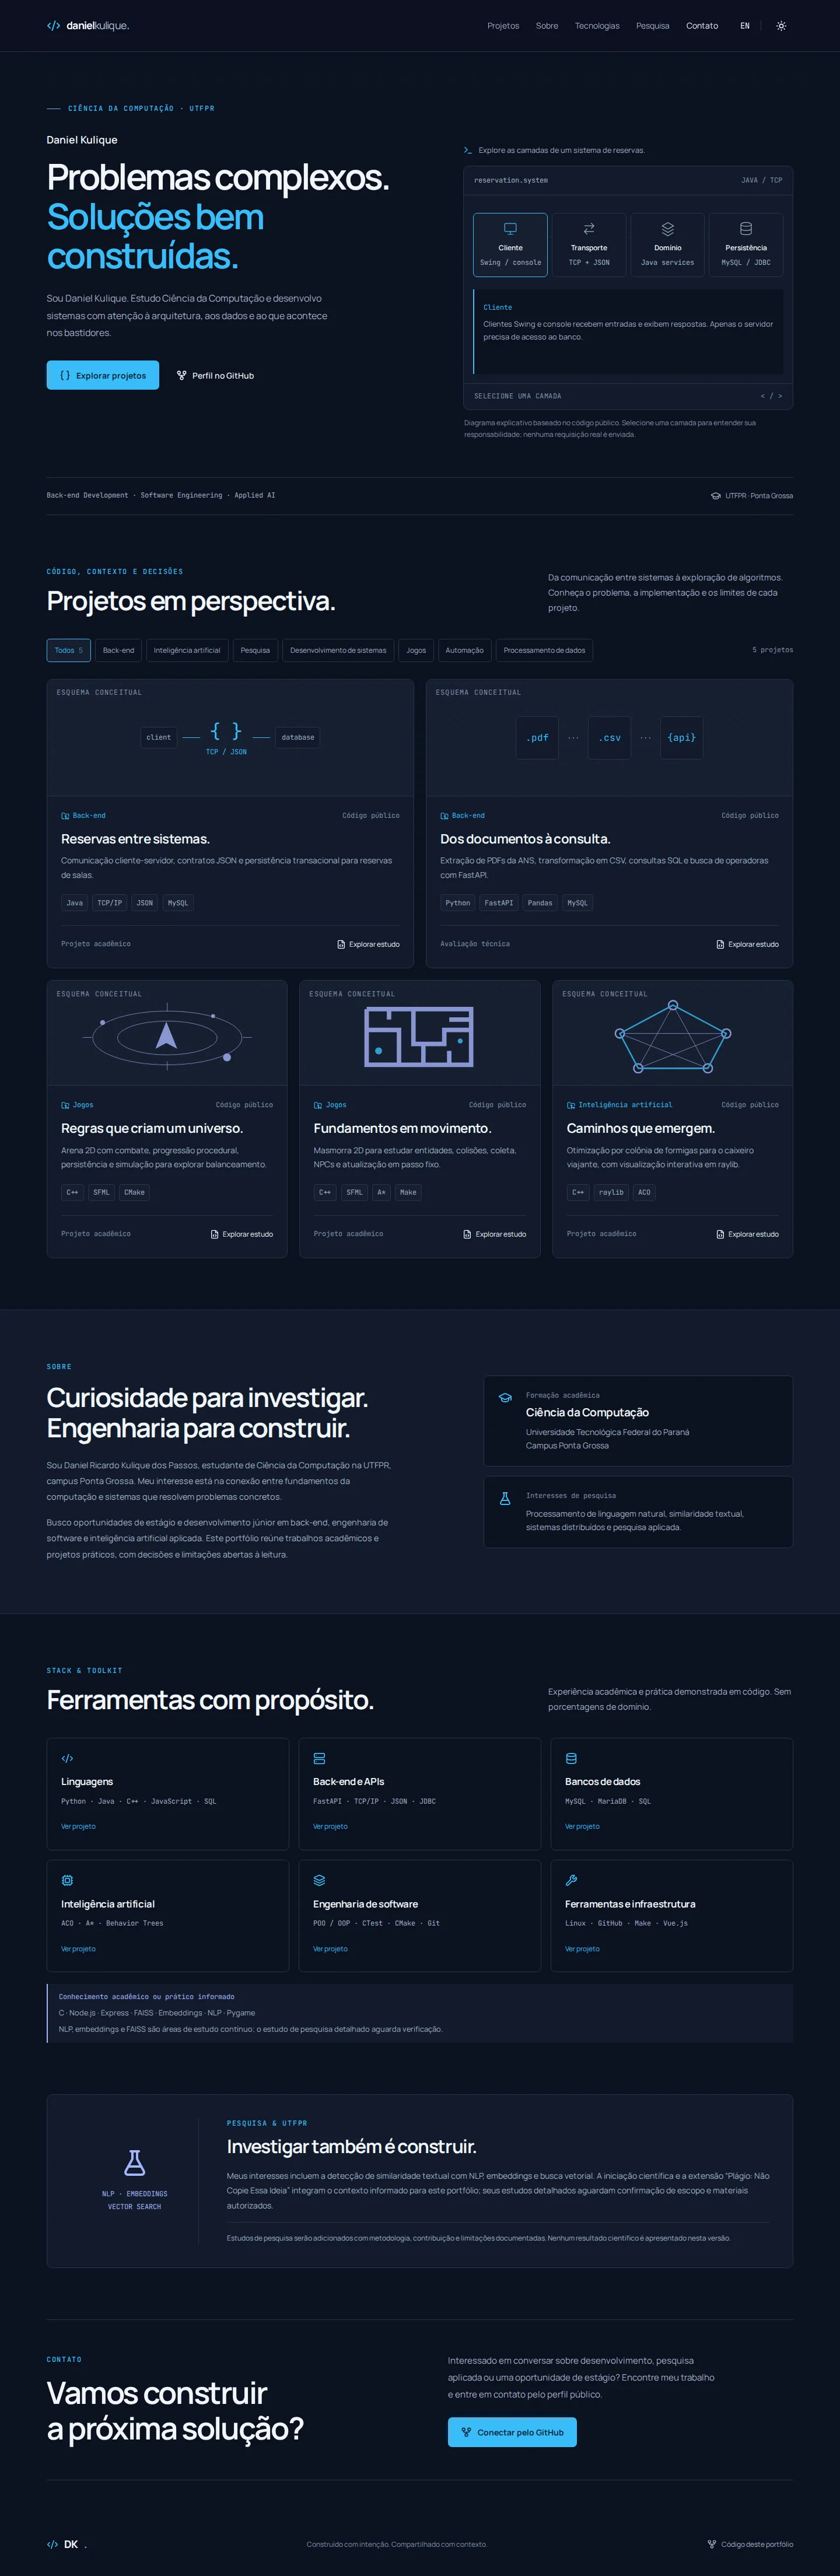 danielkulique.
Projetos Sobre Tecnologias Pesquisa Contato EN
CIÊNCIA DA COMPUTAÇÃO · UTFPR
Daniel Kulique
Problemas complexos.
Soluções bem
construídas.
Sou Daniel Kulique. Estudo Ciência da Computação e desenvolvo
sistemas com atenção à arquitetura, aos dados e ao que acontece
nos bastidores.
{ } Explorar projetos
Perfil no GitHub
Explore as camadas de um sistema de reservas.
reservation.system JAVA / TCP
Cliente
Swing / console
Transporte
TCP + JSON
Domínio
Java services
Persistência
MySQL / JDBC
Cliente
Clientes Swing e console recebem entradas e exibem respostas. Apenas o servidor
precisa de acesso ao banco.
SELECIONE UMA CAMADA < / >
Diagrama explicativo baseado no código público. Selecione uma camada para entender sua
responsabilidade; nenhuma requisição real é enviada.
Back-end Development · Software Engineering · Applied AI
UTFPR · Ponta Grossa
CÓDIGO, CONTEXTO E DECISÕES
Projetos em perspectiva.
Da comunicação entre sistemas à exploração de algoritmos.
Conheça o problema, a implementação e os limites de cada
projeto.
Todos 5 Back-end Inteligência artificial Pesquisa Desenvolvimento de sistemas Jogos Automação Processamento de dados
5 projetos
ESQUEMA CONCEITUAL
client { } database
TCP / JSON
Back-end Código público
Reservas entre sistemas.
Comunicação cliente-servidor, contratos JSON e persistência transacional para reservas
de salas.
Java TCP/IP JSON MySQL
Projeto acadêmico Explorar estudo
ESQUEMA CONCEITUAL
.pdf ... .csv ... {api}
Back-end Código público
Dos documentos à consulta.
Extração de PDFs da ANS, transformação em CSV, consultas SQL e busca de operadoras
com FastAPI.
Python FastAPI Pandas MySQL
Avaliação técnica Explorar estudo
ESQUEMA CONCEITUAL
Jogos Código público
Regras que criam um universo.
Arena 2D com combate, progressão procedural,
persistência e simulação para explorar balanceamento.
C++ SFML CMake
Projeto acadêmico Explorar estudo
ESQUEMA CONCEITUAL
Jogos Código público
Fundamentos em movimento.
Masmorra 2D para estudar entidades, colisões, coleta,
NPCs e atualização em passo fixo.
C++ SFML A* Make
Projeto acadêmico Explorar estudo
ESQUEMA CONCEITUAL
Inteligência artificial Código público
Caminhos que emergem.
Otimização por colônia de formigas para o caixeiro
viajante, com visualização interativa em raylib.
C++ raylib ACO
Projeto acadêmico Explorar estudo
SOBRE
Curiosidade para investigar.
Engenharia para construir.
Sou Daniel Ricardo Kulique dos Passos, estudante de Ciência da Computação na UTFPR,
campus Ponta Grossa. Meu interesse está na conexão entre fundamentos da
computação e sistemas que resolvem problemas concretos.
Busco oportunidades de estágio e desenvolvimento júnior em back-end, engenharia de
software e inteligência artificial aplicada. Este portfólio reúne trabalhos acadêmicos e
projetos práticos, com decisões e limitações abertas à leitura.
Formação acadêmica
Ciência da Computação
Universidade Tecnológica Federal do Paraná
Campus Ponta Grossa
Interesses de pesquisa
Processamento de linguagem natural, similaridade textual,
sistemas distribuídos e pesquisa aplicada.
STACK & TOOLKIT
Ferramentas com propósito.
Experiência acadêmica e prática demonstrada em código. Sem
porcentagens de domínio.
Linguagens
Python · Java · C++ · JavaScript · SQL
Ver projeto
Back-end e APIs
FastAPI · TCP/IP · JSON · JDBC
Ver projeto
Bancos de dados
MySQL · MariaDB · SQL
Ver projeto
Inteligência artificial
ACO · A* · Behavior Trees
Ver projeto
Engenharia de software
POO / OOP · CTest · CMake · Git
Ver projeto
Ferramentas e infraestrutura
Linux · GitHub · Make · Vue.js
Ver projeto
Conhecimento acadêmico ou prático informado
C · Node.js · Express · FAISS · Embeddings · NLP · Pygame
NLP, embeddings e FAISS são áreas de estudo contínuo; o estudo de pesquisa detalhado aguarda verificação.
NLP · EMBEDDINGS
VECTOR SEARCH
PESQUISA & UTFPR
Investigar também é construir.
Meus interesses incluem a detecção de similaridade textual com NLP, embeddings e busca vetorial. A iniciação científica e a extensão “Plágio: Não
Copie Essa Ideia” integram o contexto informado para este portfólio; seus estudos detalhados aguardam confirmação de escopo e materiais
autorizados.
Estudos de pesquisa serão adicionados com metodologia, contribuição e limitações documentadas. Nenhum resultado científico é apresentado nesta versão.
CONTATO
Vamos construir
a próxima solução?
Interessado em conversar sobre desenvolvimento, pesquisa
aplicada ou uma oportunidade de estágio? Encontre meu trabalho
e entre em contato pelo perfil público.
Conectar pelo GitHub
DK .
Construído com intenção. Compartilhado com contexto.
Código deste portfólio